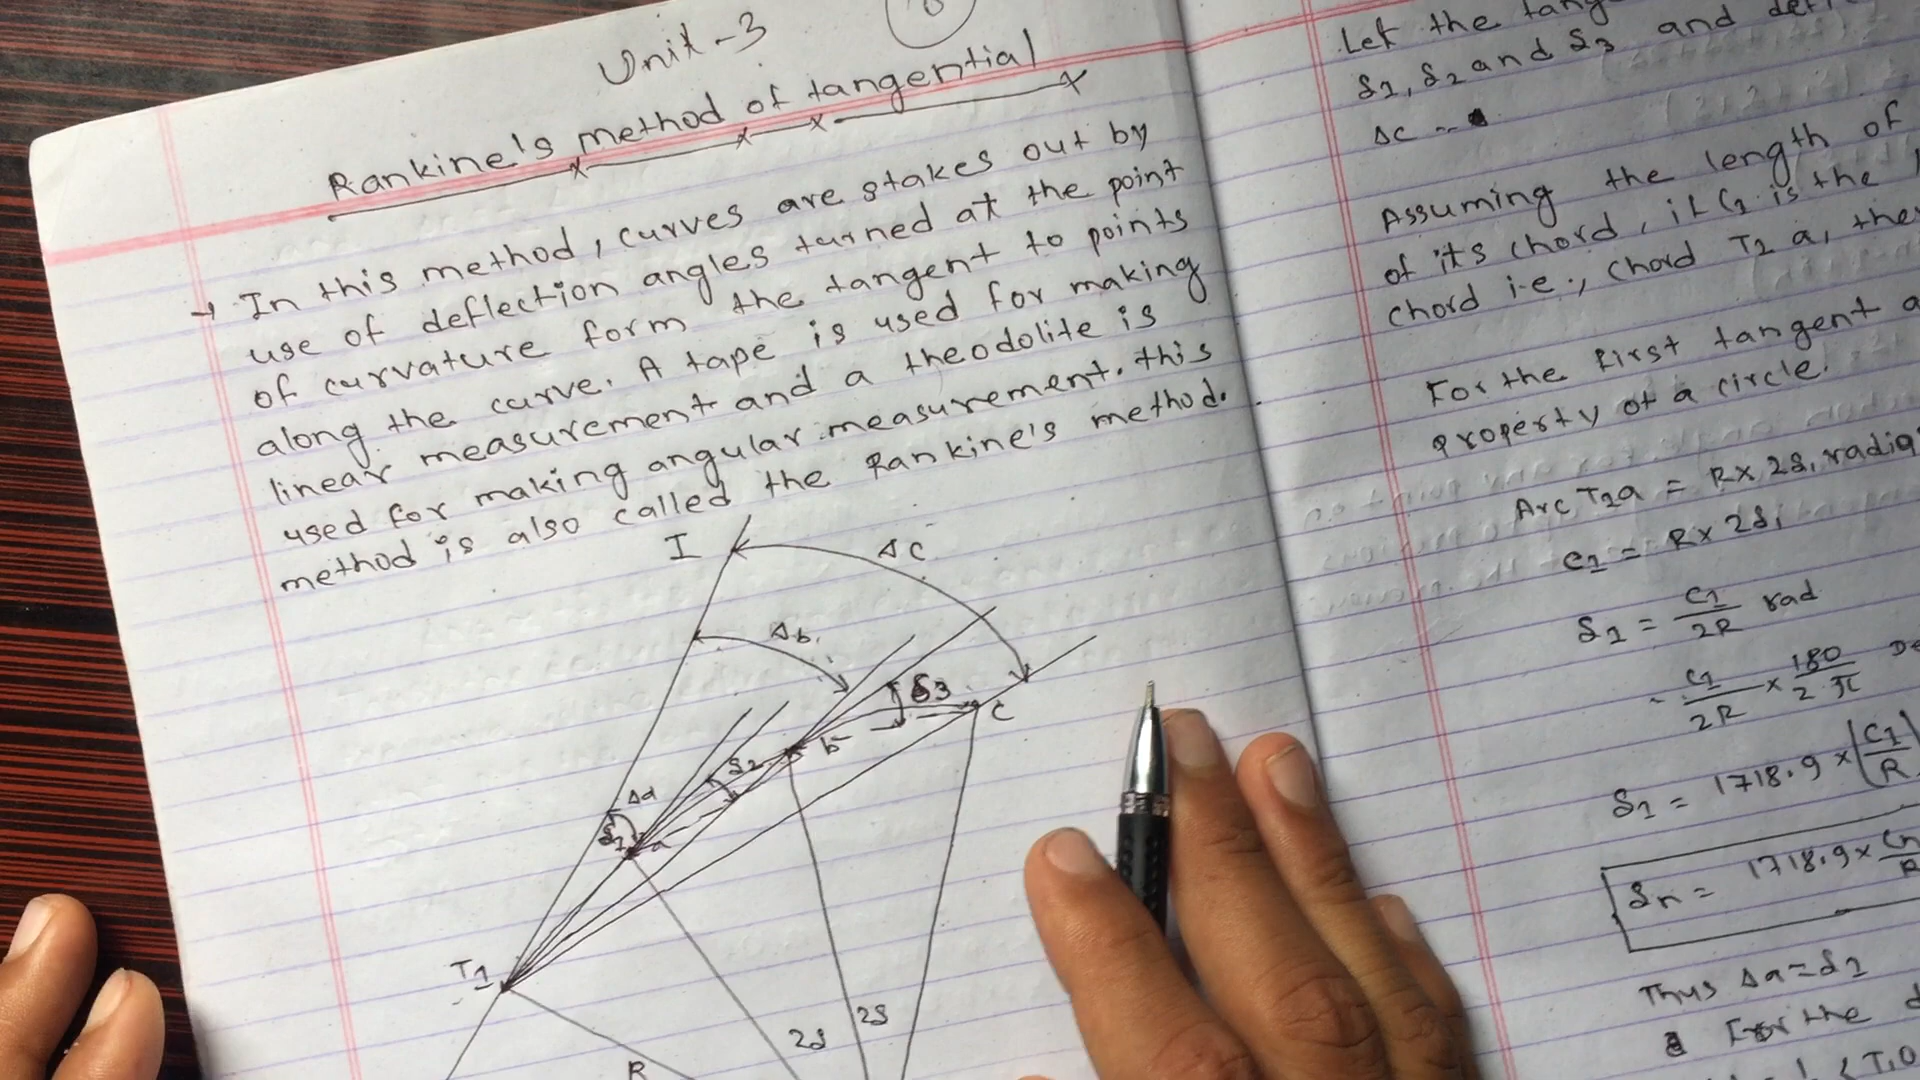 Unit-3
Rankine's method of tangential
→ In this method, curves are stakes out by
use of deflection angles turned at the point
of curvature form the tangent to points
along the curve. A tape is used for making
linear measurement and a theodolite is
used for making angular measurement. this
method is also called the Rankine's method.
I
Δc
Δb
δ3
c
b
δ2
Δa
δ1
a
T1
2δ
2δ
R
Let the
δ1, δ2 and δ3 and
Δc
Assuming the length of
of its chord, if C1 is the
chord i.e., chord T1 a, the
For the first tangent
property of a circle.
Arc T1a = R×2δ1
c1 = R×2δ1
δ1 = C1/2R rad
= C1/2R × 180/2π
δ1 = 1718.9 × (C1/R)
δn = 1718.9 × Cn/R
Thus Δa=δ1
For the